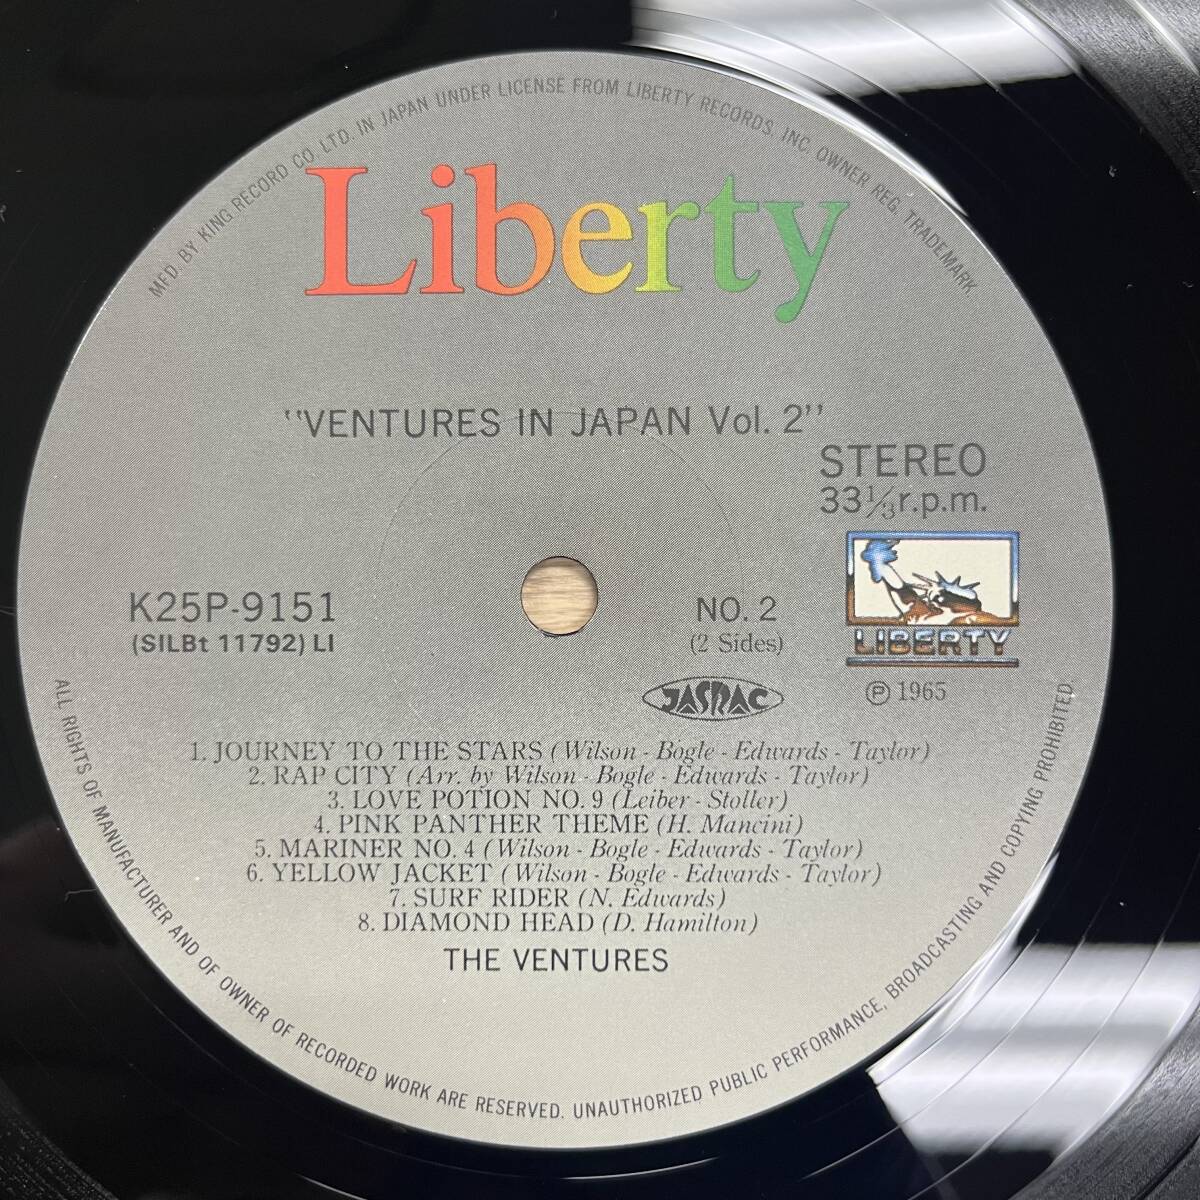 MFD. BY KING RECORD CO. LTD. IN JAPAN UNDER LICENSE FROM LIBERTY RECORDS, INC. OWNER REG. TRADEMARK.
Liberty
"VENTURES IN JAPAN Vol. 2"
STEREO
33 1/3 r.p.m.
K25P-9151
(SILBt 11792) LI
NO. 2
(2 Sides)
LIBERTY
JASRAC
Ⓟ 1965
1. JOURNEY TO THE STARS (Wilson - Bogle - Edwards - Taylor)
2. RAP CITY (Arr. by Wilson - Bogle - Edwards - Taylor)
3. LOVE POTION NO. 9 (Leiber - Stoller)
4. PINK PANTHER THEME (H. Mancini)
5. MARINER NO. 4 (Wilson - Bogle - Edwards - Taylor)
6. YELLOW JACKET (Wilson - Bogle - Edwards - Taylor)
7. SURF RIDER (N. Edwards)
8. DIAMOND HEAD (D. Hamilton)
THE VENTURES
ALL RIGHTS OF MANUFACTURER AND OF OWNER OF RECORDED WORK ARE RESERVED. UNAUTHORIZED PUBLIC PERFORMANCE, BROADCASTING AND COPYING PROHIBITED.